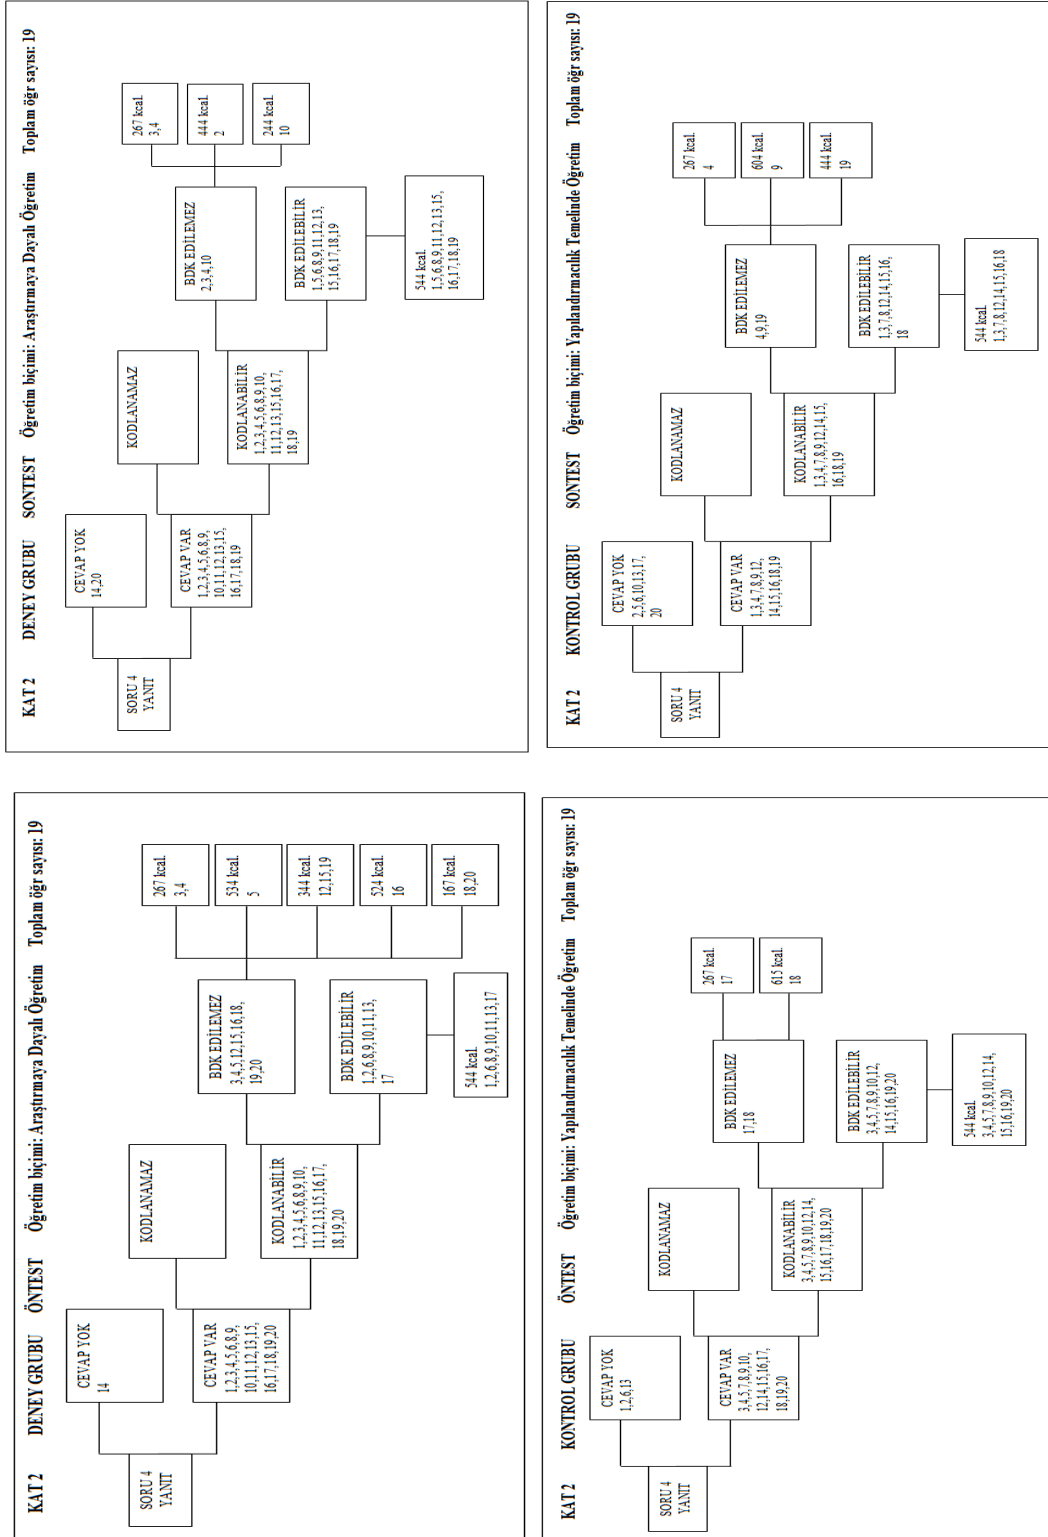 KAT 2 DENEY GRUBU SONTEST Öğretim biçimi: Araştırmaya Dayalı Öğretim Toplam öğr sayısı: 19
SORU 4
YANIT
CEVAP YOK
14,20
CEVAP VAR
1,2,3,4,5,6,8,9,
10,11,12,13,15,
16,17,18,19
KODLANAMAZ
KODLANABİLİR
1,2,3,4,5,6,8,9,10,
11,12,13,15,16,17,
18,19
BDK EDİLEMEZ
2,3,4,10
BDK EDİLEBİLİR
1,5,6,8,9,11,12,13,
15,16,17,18,19
267 kcal.
3,4
444 kcal.
2
244 kcal.
10
544 kcal.
1,5,6,8,9,11,12,13,15,
16,17,18,19
KAT 2 KONTROL GRUBU SONTEST Öğretim biçimi: Yapılandırmacılık Temelinde Öğretim Toplam öğr sayısı: 19
SORU 4
YANIT
CEVAP YOK
2,5,6,10,13,17,
20
CEVAP VAR
1,3,4,7,8,9,12,
14,15,16,18,19
KODLANAMAZ
KODLANABİLİR
1,3,4,7,8,9,12,14,15,
16,18,19
BDK EDİLEMEZ
4,9,19
BDK EDİLEBİLİR
1,3,7,8,12,14,15,16,
18
267 kcal.
4
604 kcal.
9
444 kcal.
19
544 kcal.
1,3,7,8,12,14,15,16,18
KAT 2 DENEY GRUBU ÖNTEST Öğretim biçimi: Araştırmaya Dayalı Öğretim Toplam öğr sayısı: 19
SORU 4
YANIT
CEVAP YOK
14
CEVAP VAR
1,2,3,4,5,6,8,9,
10,11,12,13,15,
16,17,18,19,20
KODLANAMAZ
KODLANABİLİR
1,2,3,4,5,6,8,9,10,
11,12,13,15,16,17,
18,19,20
BDK EDİLEMEZ
3,4,5,12,15,16,18,
19,20
BDK EDİLEBİLİR
1,2,6,8,9,10,11,13,
17
267 kcal.
3,4
534 kcal.
5
344 kcal.
12,15,19
524 kcal.
16
167 kcal.
18,20
544 kcal.
1,2,6,8,9,10,11,13,17
KAT 2 KONTROL GRUBU ÖNTEST Öğretim biçimi: Yapılandırmacılık Temelinde Öğretim Toplam öğr sayısı: 19
SORU 4
YANIT
CEVAP YOK
1,2,6,13
CEVAP VAR
3,4,5,7,8,9,10,
12,14,15,16,17,
18,19,20
KODLANAMAZ
KODLANABİLİR
3,4,5,7,8,9,10,12,14,
15,16,17,18,19,20
BDK EDİLEMEZ
17,18
BDK EDİLEBİLİR
3,4,5,7,8,9,10,12,
14,15,16,19,20
267 kcal.
17
615 kcal.
18
544 kcal.
3,4,5,7,8,9,10,12,14,
15,16,19,20